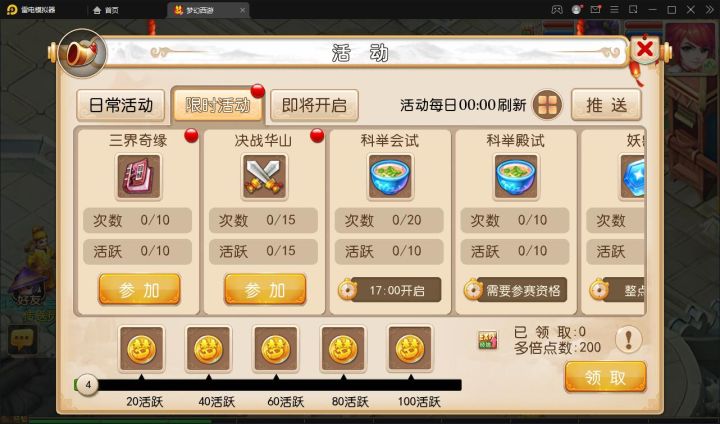 雷电模拟器
首页
梦幻西游
活 动
日常活动
限时活动
即将开启
活动每日00:00刷新
推 送
三界奇缘
次数 0/10
活跃 0/10
参 加
决战华山
次数 0/15
活跃 0/15
参 加
科举会试
次数 0/20
活跃 0/10
17:00开启
科举殿试
次数 0/10
活跃 0/10
需要参赛资格
次数
活跃
整点
好友
4
20活跃
40活跃
60活跃
80活跃
100活跃
已 领 取:0
多倍点数:200
领 取